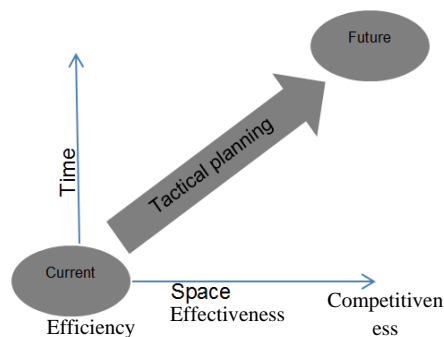 Future
Time
Tactical planning
Current
Space
Efficiency
Effectiveness
Competitiven
ess